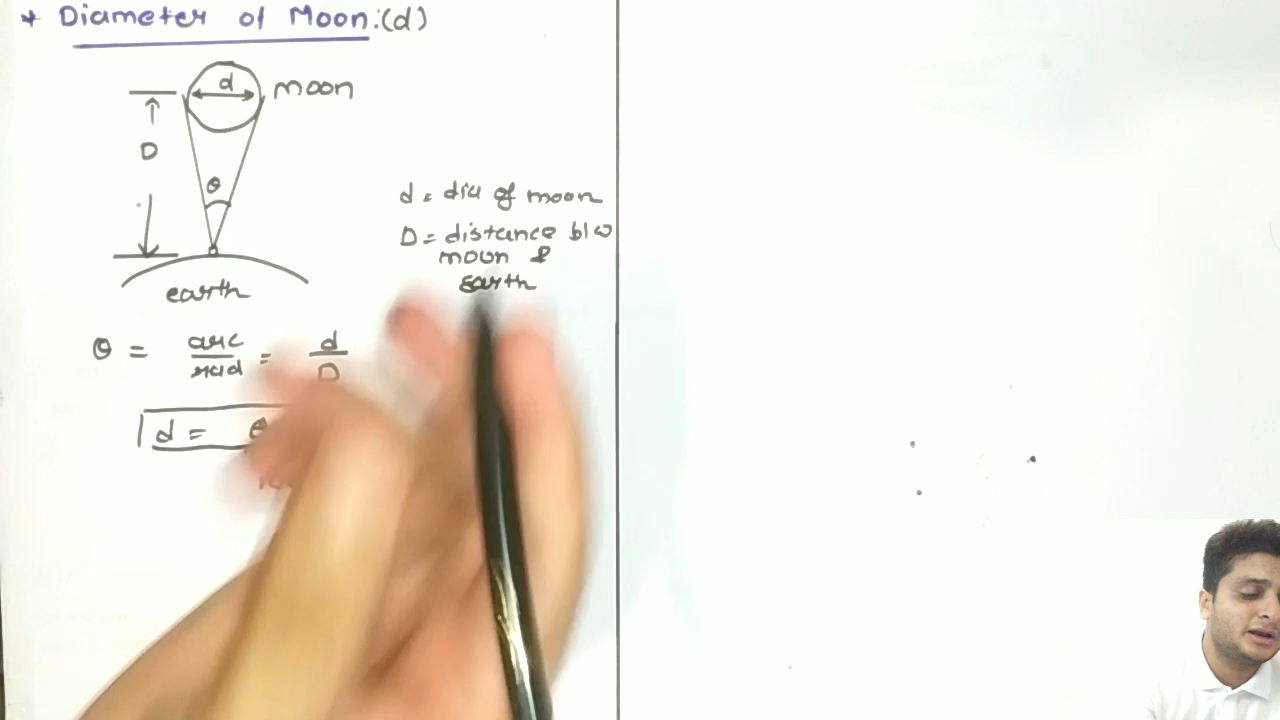 * Diameter of Moon:(d)
d
moon
D
θ
d = dia of moon
D = distance b/w
moon &
earth
earth
θ = arc/rad = d/D
d =